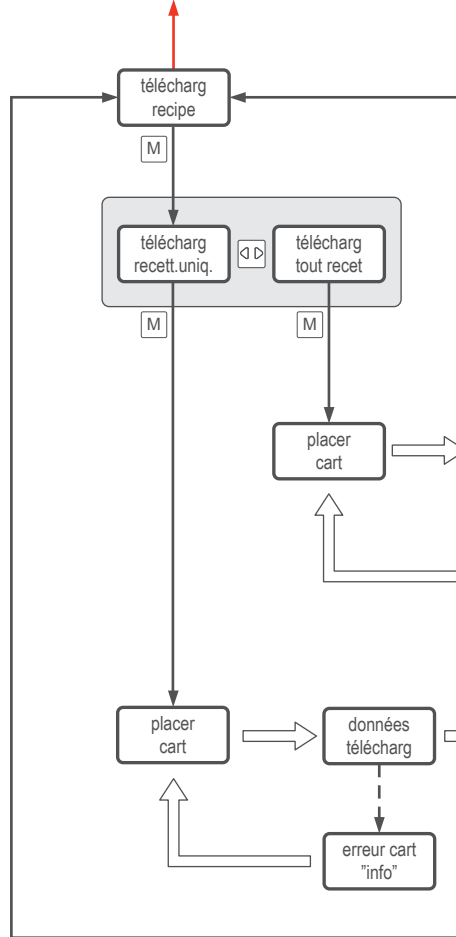 télécharg
recipe
M
télécharg
recett.uniq.
télécharg
tout recet
M
M
placer
cart
placer
cart
données
télécharg
erreur cart
"info"